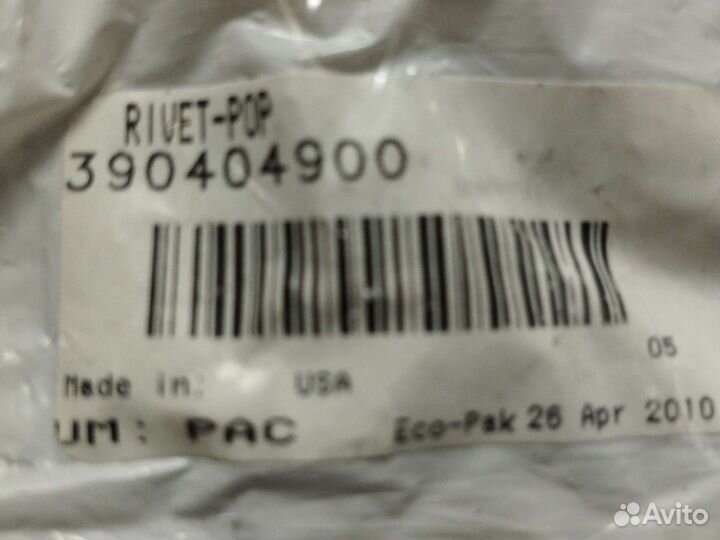 RIVET-POP
390404900
05
Made in: USA
UM: PAC
Eco-Pak 26 Apr 2010
Avito